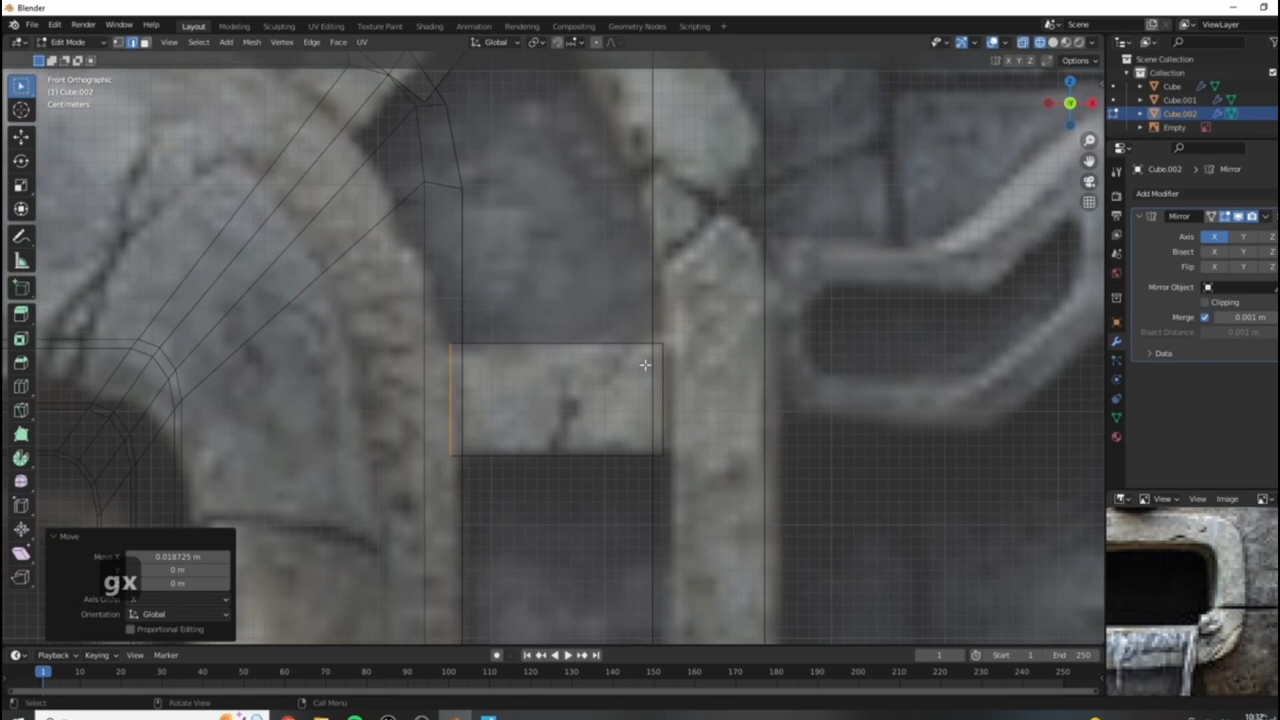 Blender
File Edit Render Window Help Layout Modeling Sculpting UV Editing Texture Paint Shading Animation Rendering Compositing Geometry Nodes Scripting + Scene ViewLayer
Edit Mode View Select Add Mesh Vertex Edge Face UV Global
X Y Z Options
Front Orthographic
(1) Cube.002
Centimeters
Z
X
Y
Scene Collection
Collection
Cube
Cube.001
Cube.002
Empty
Cube.002 > Mirror
Add Modifier
Mirror
Axis X Y Z
Bisect X Y Z
Flip X Y Z
Mirror Object
Clipping
Merge 0.001 m
Bisect Distance 0.001 m
Data
View View Image
Move
Move X 0.018725 m
0 m
0 m
gx
Orientation Global
Proportional Editing
Playback Keying View Marker 1 Start 1 End 250
1 10 20 30 40 50 60 70 80 90 100 110 120 130 140 150 160 170 180 190 200 210 220 230 240 250
Select Rotate View Call Menu